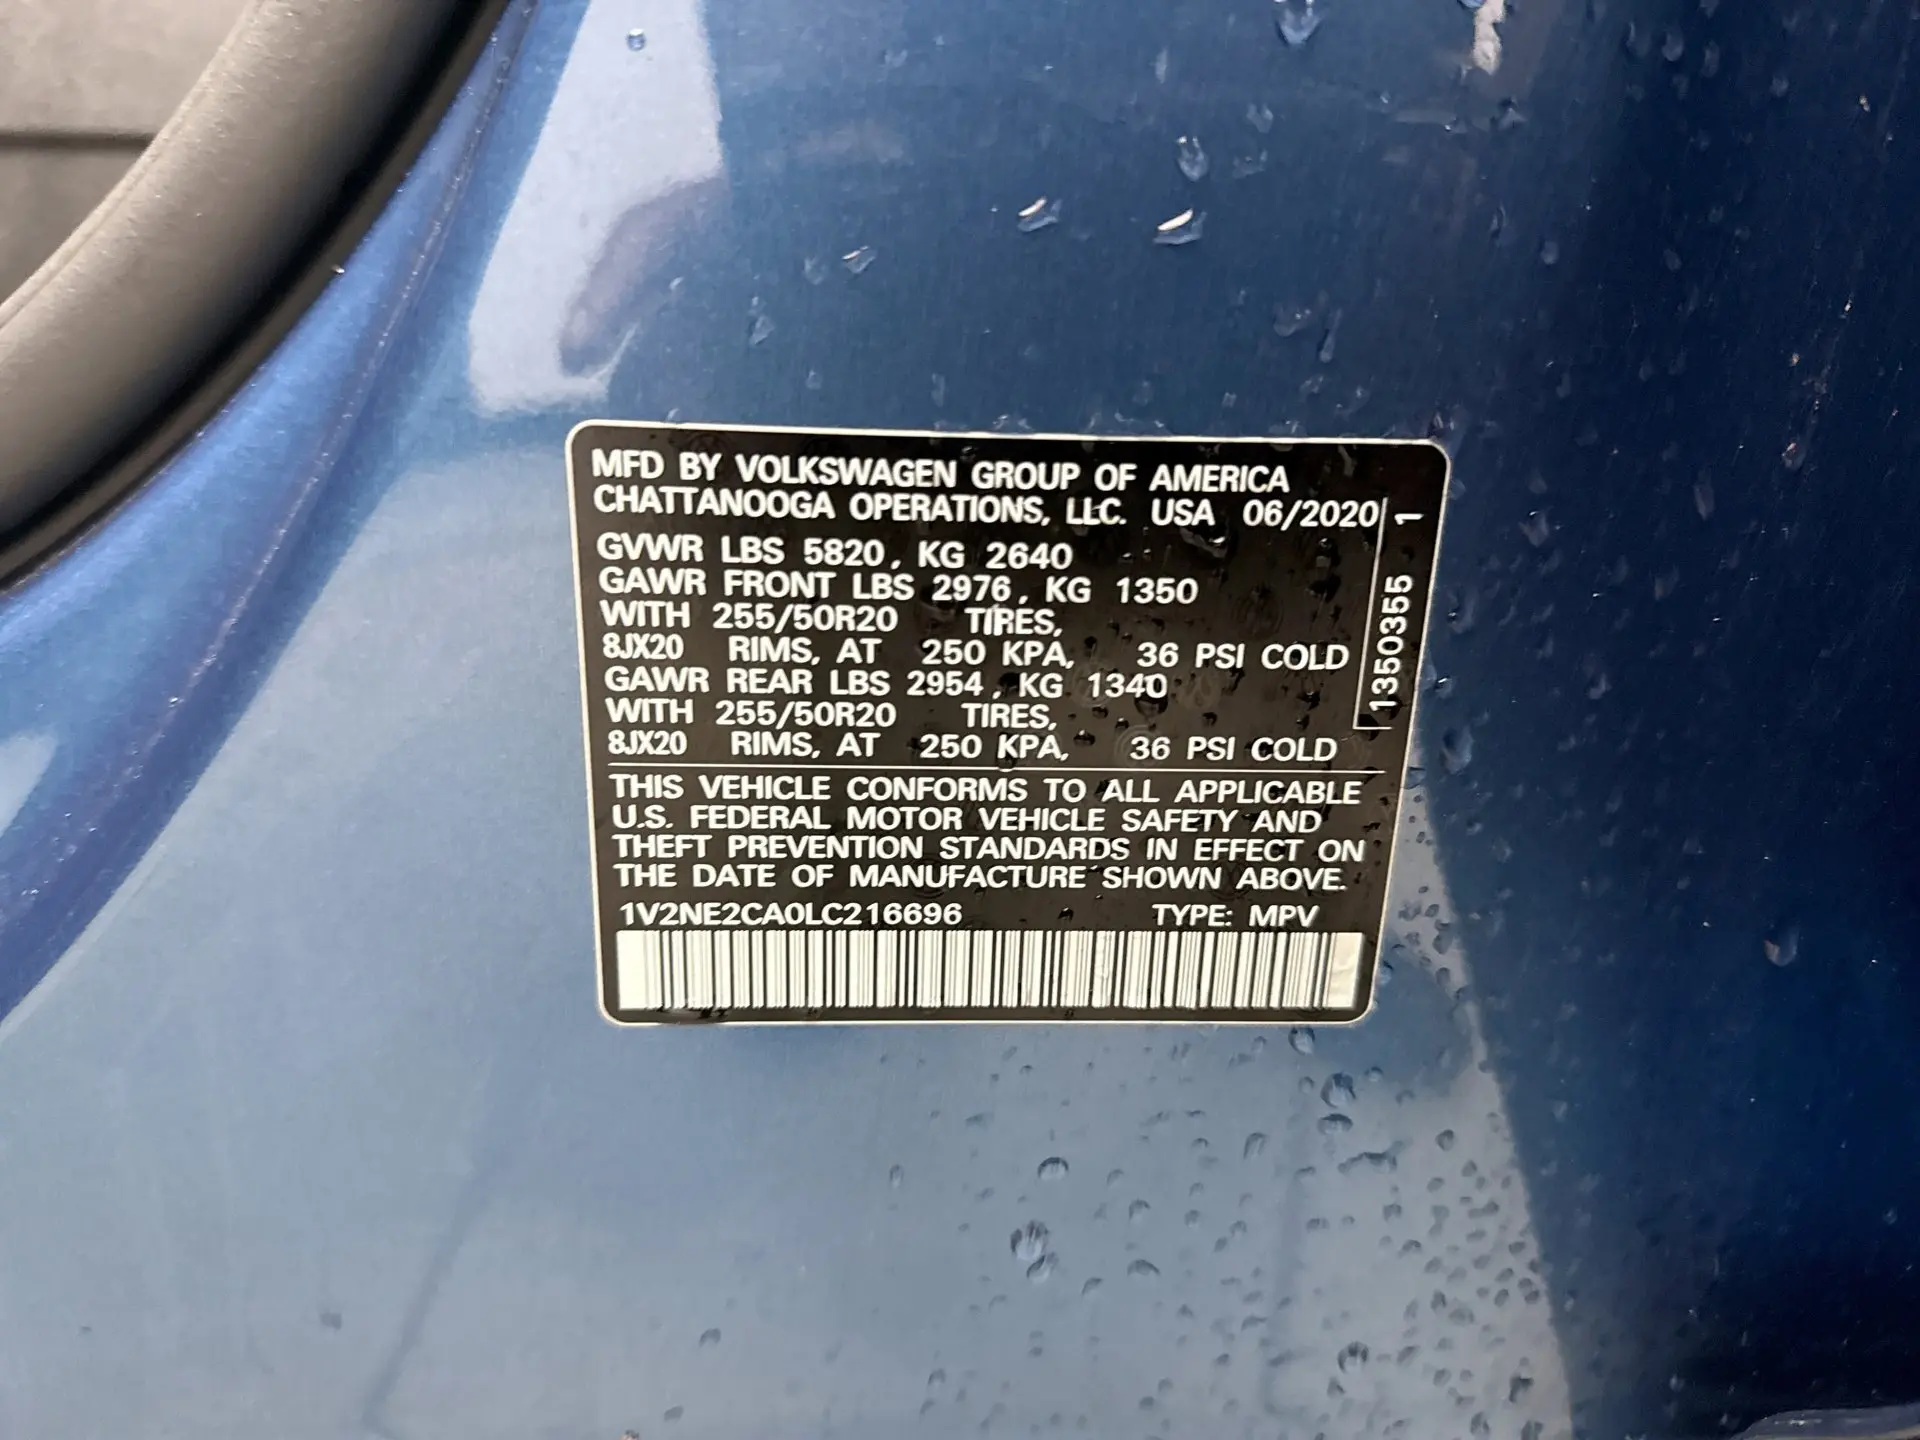 MFD BY VOLKSWAGEN GROUP OF AMERICA
CHATTANOOGA OPERATIONS, LLC. USA 06/2020
GVWR LBS 5820, KG 2640
GAWR FRONT LBS 2976, KG 1350
WITH 255/50R20 TIRES,
8JX20 RIMS, AT 250 KPA, 36 PSI COLD
GAWR REAR LBS 2954, KG 1340
WITH 255/50R20 TIRES,
8JX20 RIMS, AT 250 KPA, 36 PSI COLD
THIS VEHICLE CONFORMS TO ALL APPLICABLE
U.S. FEDERAL MOTOR VEHICLE SAFETY AND
THEFT PREVENTION STANDARDS IN EFFECT ON
THE DATE OF MANUFACTURE SHOWN ABOVE.
1V2NE2CA0LC216696 TYPE: MPV
1350355 1